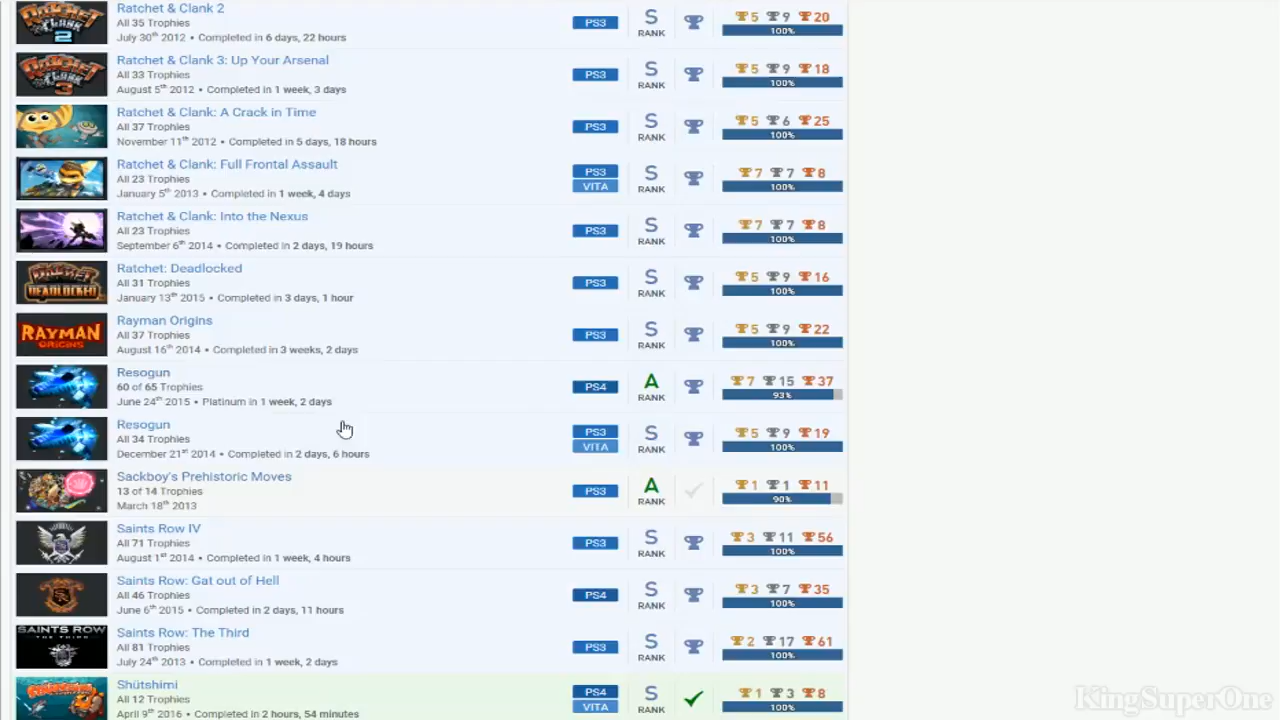 Ratchet & Clank 2
All 35 Trophies
July 30th 2012 • Completed in 6 days, 22 hours
PS3
S
RANK
5 9 20
100%
Ratchet & Clank 3: Up Your Arsenal
All 33 Trophies
August 5th 2012 • Completed in 1 week, 3 days
PS3
S
RANK
5 9 18
100%
Ratchet & Clank: A Crack in Time
All 37 Trophies
November 11th 2012 • Completed in 5 days, 18 hours
PS3
S
RANK
5 6 25
100%
Ratchet & Clank: Full Frontal Assault
All 23 Trophies
January 5th 2013 • Completed in 1 week, 4 days
PS3
VITA
S
RANK
7 7 8
100%
Ratchet & Clank: Into the Nexus
All 23 Trophies
September 6th 2014 • Completed in 2 days, 19 hours
PS3
S
RANK
7 7 8
100%
RATCHET
DEADLOCKED
Ratchet: Deadlocked
All 31 Trophies
January 13th 2015 • Completed in 3 days, 1 hour
PS3
S
RANK
5 9 16
100%
RAYMAN
ORIGINS
Rayman Origins
All 37 Trophies
August 16th 2014 • Completed in 3 weeks, 2 days
PS3
S
RANK
5 9 22
100%
Resogun
60 of 65 Trophies
June 24th 2015 • Platinum in 1 week, 2 days
PS4
A
RANK
7 15 37
93%
Resogun
All 34 Trophies
December 21st 2014 • Completed in 2 days, 6 hours
PS3
VITA
S
RANK
5 9 19
100%
Sackboy's Prehistoric Moves
13 of 14 Trophies
March 18th 2013
PS3
A
RANK
1 1 11
90%
Saints Row IV
All 71 Trophies
August 1st 2014 • Completed in 1 week, 4 hours
PS3
S
RANK
3 11 56
100%
Saints Row: Gat out of Hell
All 46 Trophies
June 6th 2015 • Completed in 2 days, 11 hours
PS4
S
RANK
3 7 35
100%
SAINTS ROW
THE THIRD
Saints Row: The Third
All 81 Trophies
July 24th 2013 • Completed in 1 week, 2 days
PS3
S
RANK
2 17 61
100%
Shütshimi
All 12 Trophies
April 9th 2016 • Completed in 2 hours, 54 minutes
PS4
VITA
S
RANK
1 3 8
100%
KingSuperOne